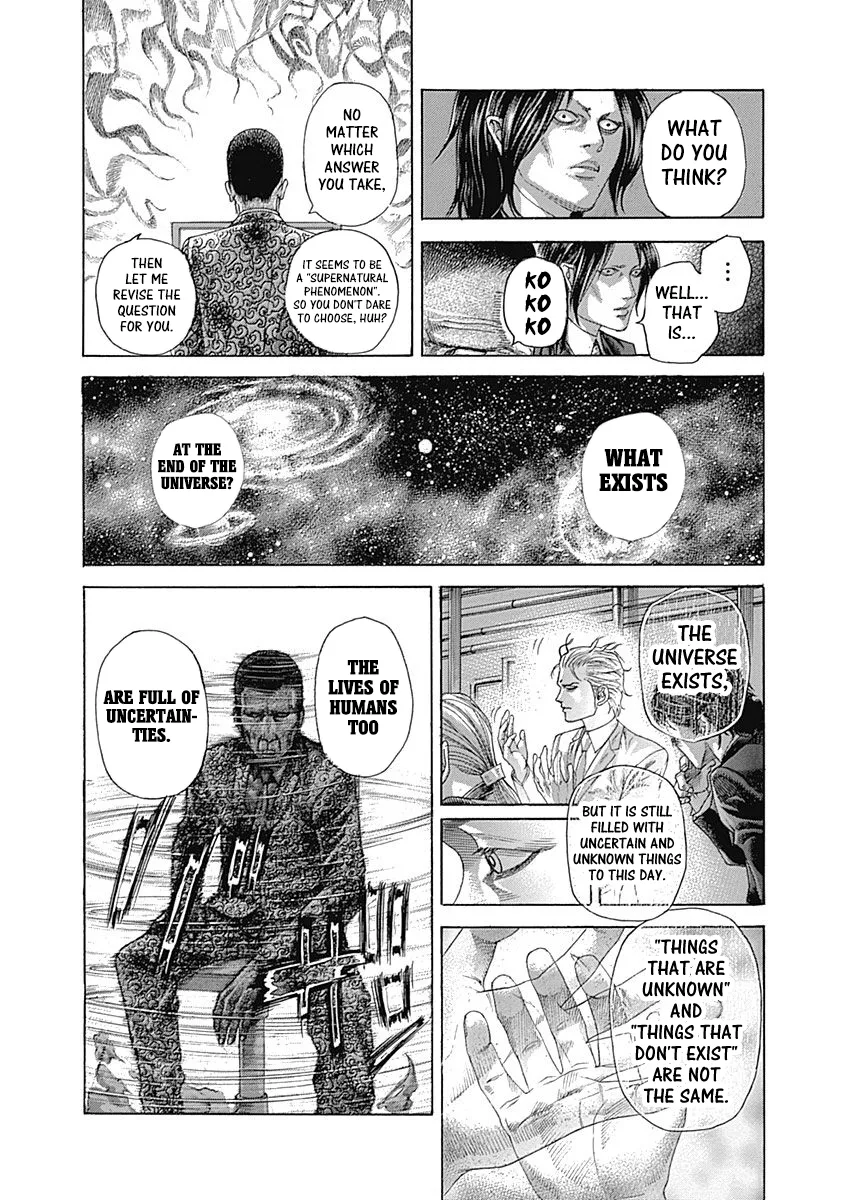 WHAT
DO YOU
THINK?
...
WELL...
THAT
IS...
KO
KO
KO
NO
MATTER
WHICH
ANSWER
YOU TAKE,
IT SEEMS TO BE
A "SUPERNATURAL
PHENOMENON".
SO YOU DON'T DARE
TO CHOOSE, HUH?
THEN
LET ME
REVISE THE
QUESTION
FOR YOU.
WHAT
EXISTS
AT THE
END OF THE
UNIVERSE?
THE
UNIVERSE
EXISTS,
BUT IT IS STILL
FILLED WITH
UNCERTAIN AND
UNKNOWN THINGS
TO THIS DAY.
"THINGS
THAT ARE
UNKNOWN"
AND
"THINGS THAT
DON'T EXIST"
ARE NOT
THE SAME.
THE
LIVES OF
HUMANS
TOO
ARE FULL OF
UNCERTAIN-
TIES.